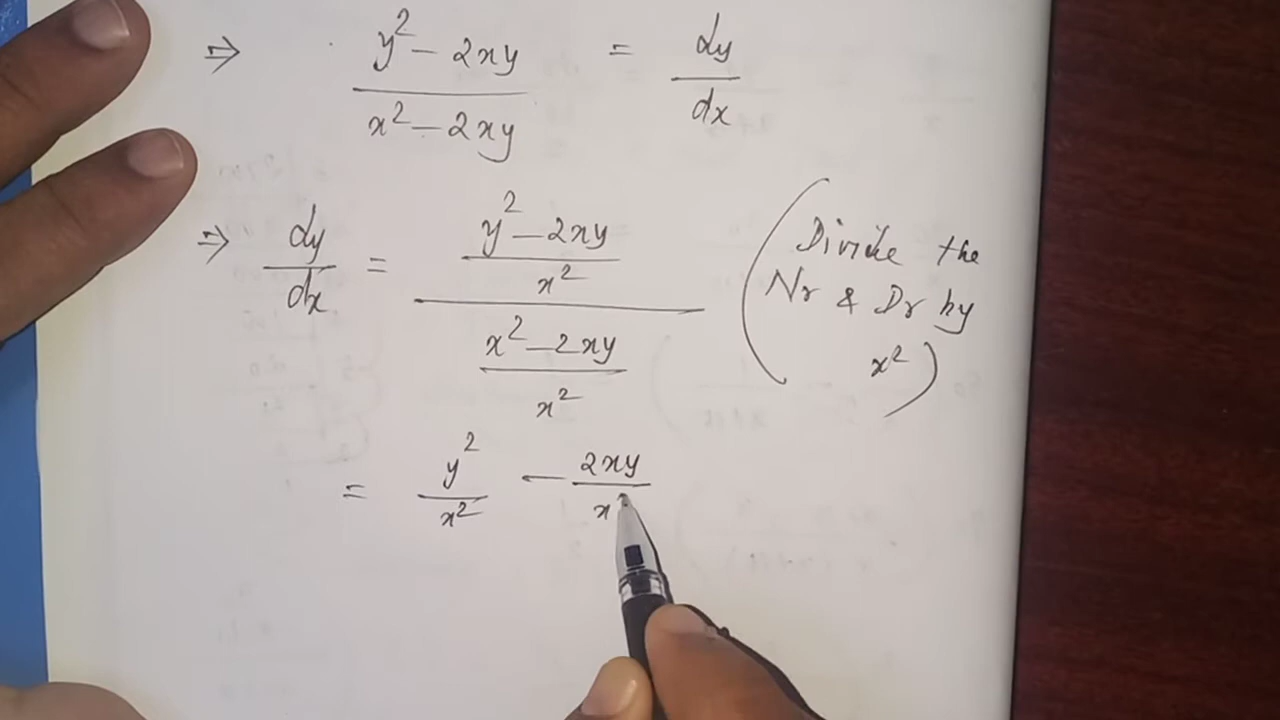 ⇒ y² − 2xy / x² − 2xy = dy/dx
⇒ dy/dx = (y² − 2xy / x²) / (x² − 2xy / x²)
(Divide the
Nr & Dr by
x²)
= y²/x² − 2xy/x²